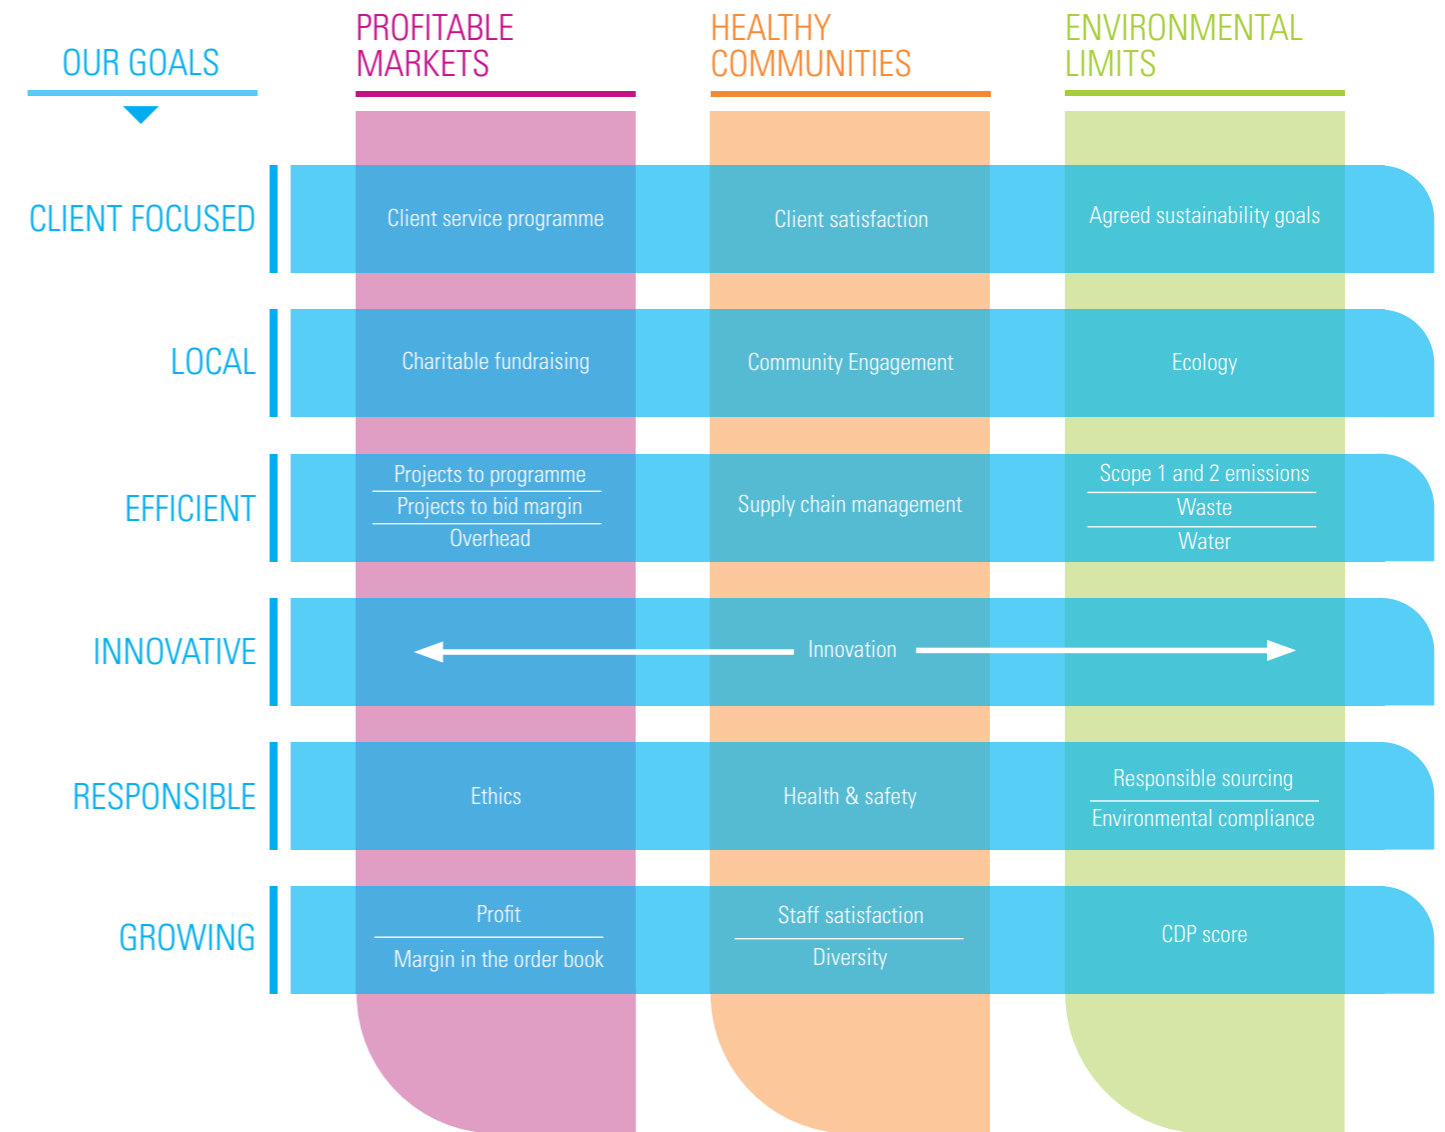 OUR GOALS
PROFITABLE
MARKETS
HEALTHY
COMMUNITIES
ENVIRONMENTAL
LIMITS
CLIENT FOCUSED
Client service programme
Client satisfaction
Agreed sustainability goals
LOCAL
Charitable fundraising
Community Engagement
Ecology
EFFICIENT
Projects to programme
Projects to bid margin
Overhead
Supply chain management
Scope 1 and 2 emissions
Waste
Water
INNOVATIVE
Innovation
RESPONSIBLE
Ethics
Health & safety
Responsible sourcing
Environmental compliance
GROWING
Profit
Margin in the order book
Staff satisfaction
Diversity
CDP score